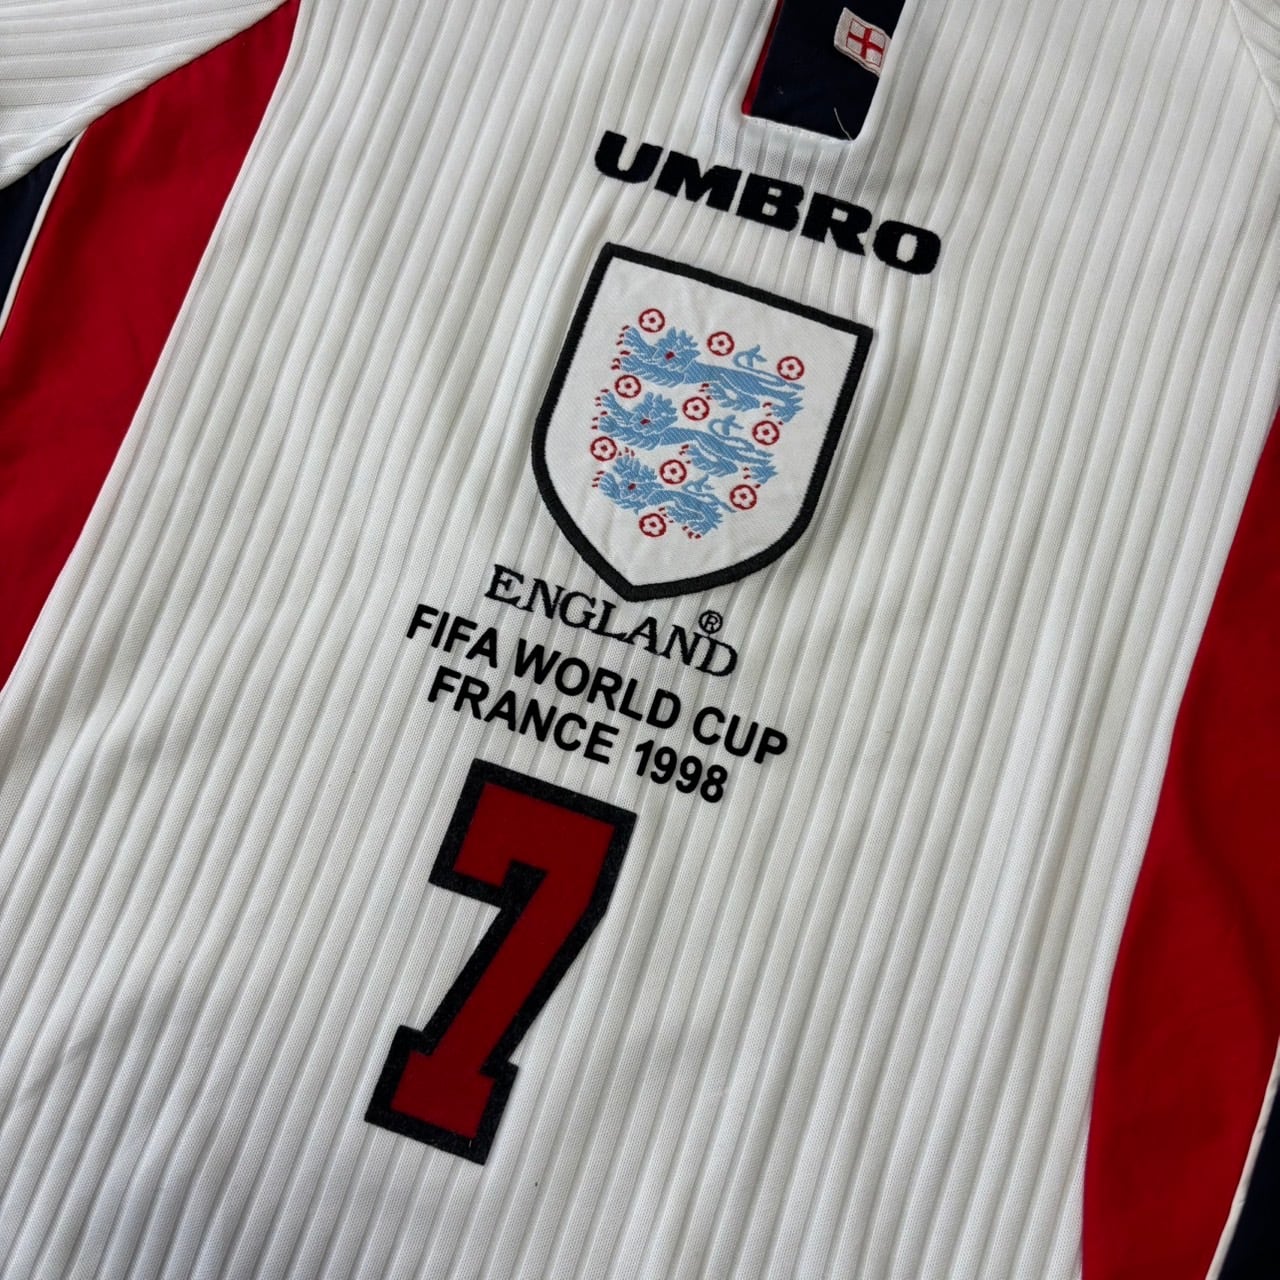 UMBRO
ENGLAND®
FIFA WORLD CUP
FRANCE 1998
7